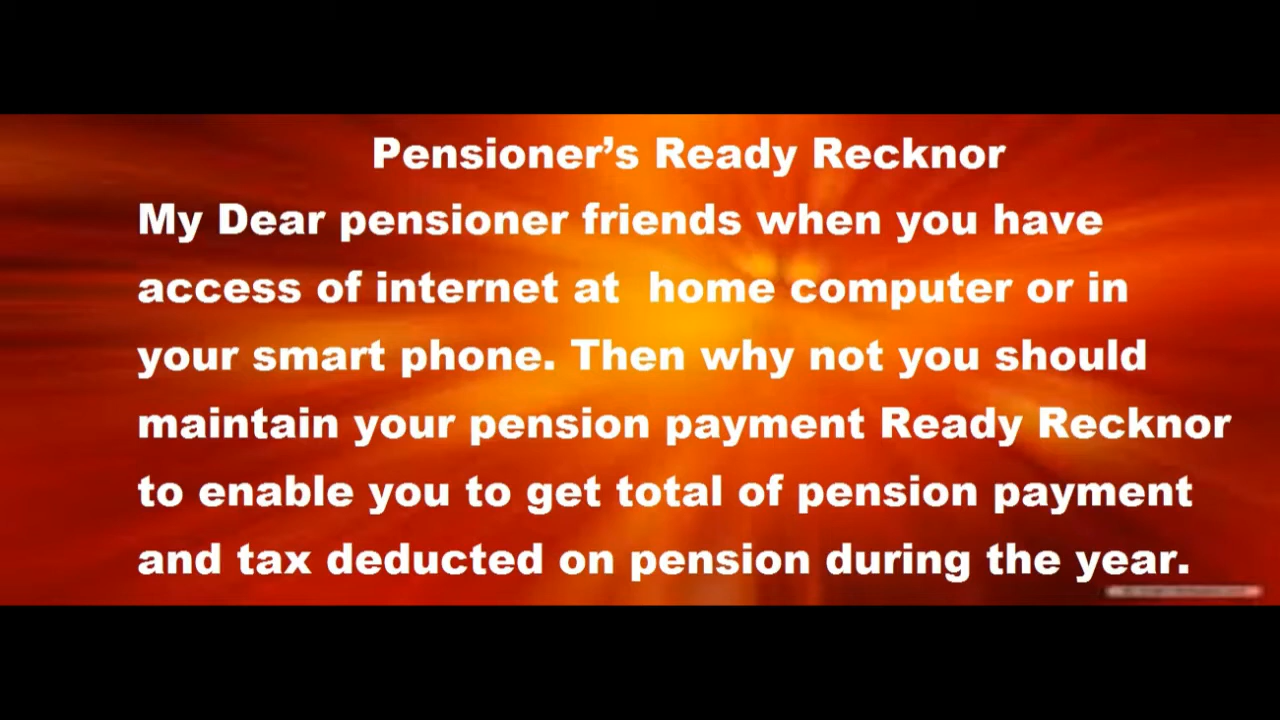 Pensioner’s Ready Recknor
My Dear pensioner friends when you have
access of internet at home computer or in
your smart phone. Then why not you should
maintain your pension payment Ready Recknor
to enable you to get total of pension payment
and tax deducted on pension during the year.